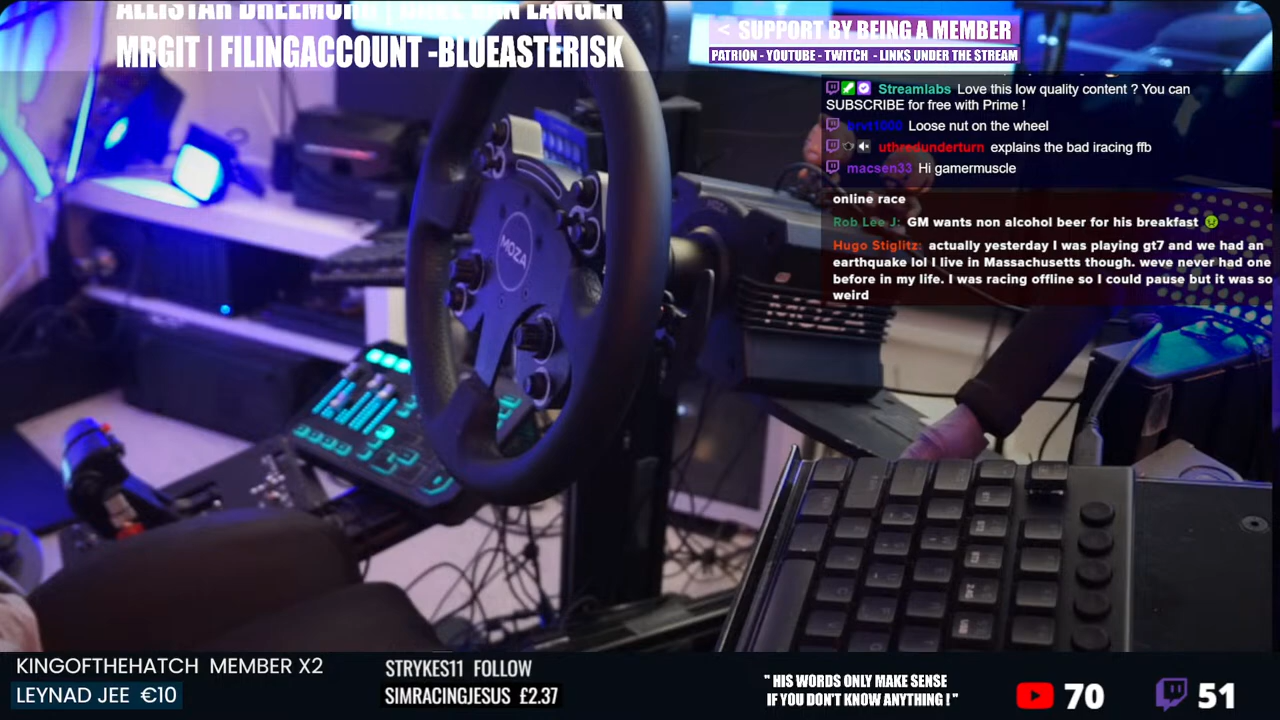 MRGIT | FILINGACCOUNT -BLUEASTERISK
< SUPPORT BY BEING A MEMBER
PATRION - YOUTUBE - TWITCH - LINKS UNDER THE STREAM
Streamlabs Love this low quality content ? You can
SUBSCRIBE for free with Prime !
Loose nut on the wheel
uthredunderturn explains the bad iracing ffb
macsen33 Hi gamermuscle
online race
Rob Lee J: GM wants non alcohol beer for his breakfast
Hugo Stiglitz: actually yesterday I was playing gt7 and we had an
earthquake lol I live in Massachusetts though. weve never had one
before in my life. I was racing offline so I could pause but it was so
weird
MOZA
MOZA
KINGOFTHEHATCH MEMBER X2
LEYNAD JEE €10
STRYKES11 FOLLOW
SIMRACINGJESUS £2.37
" HIS WORDS ONLY MAKE SENSE
IF YOU DON'T KNOW ANYTHING ! "
70
51